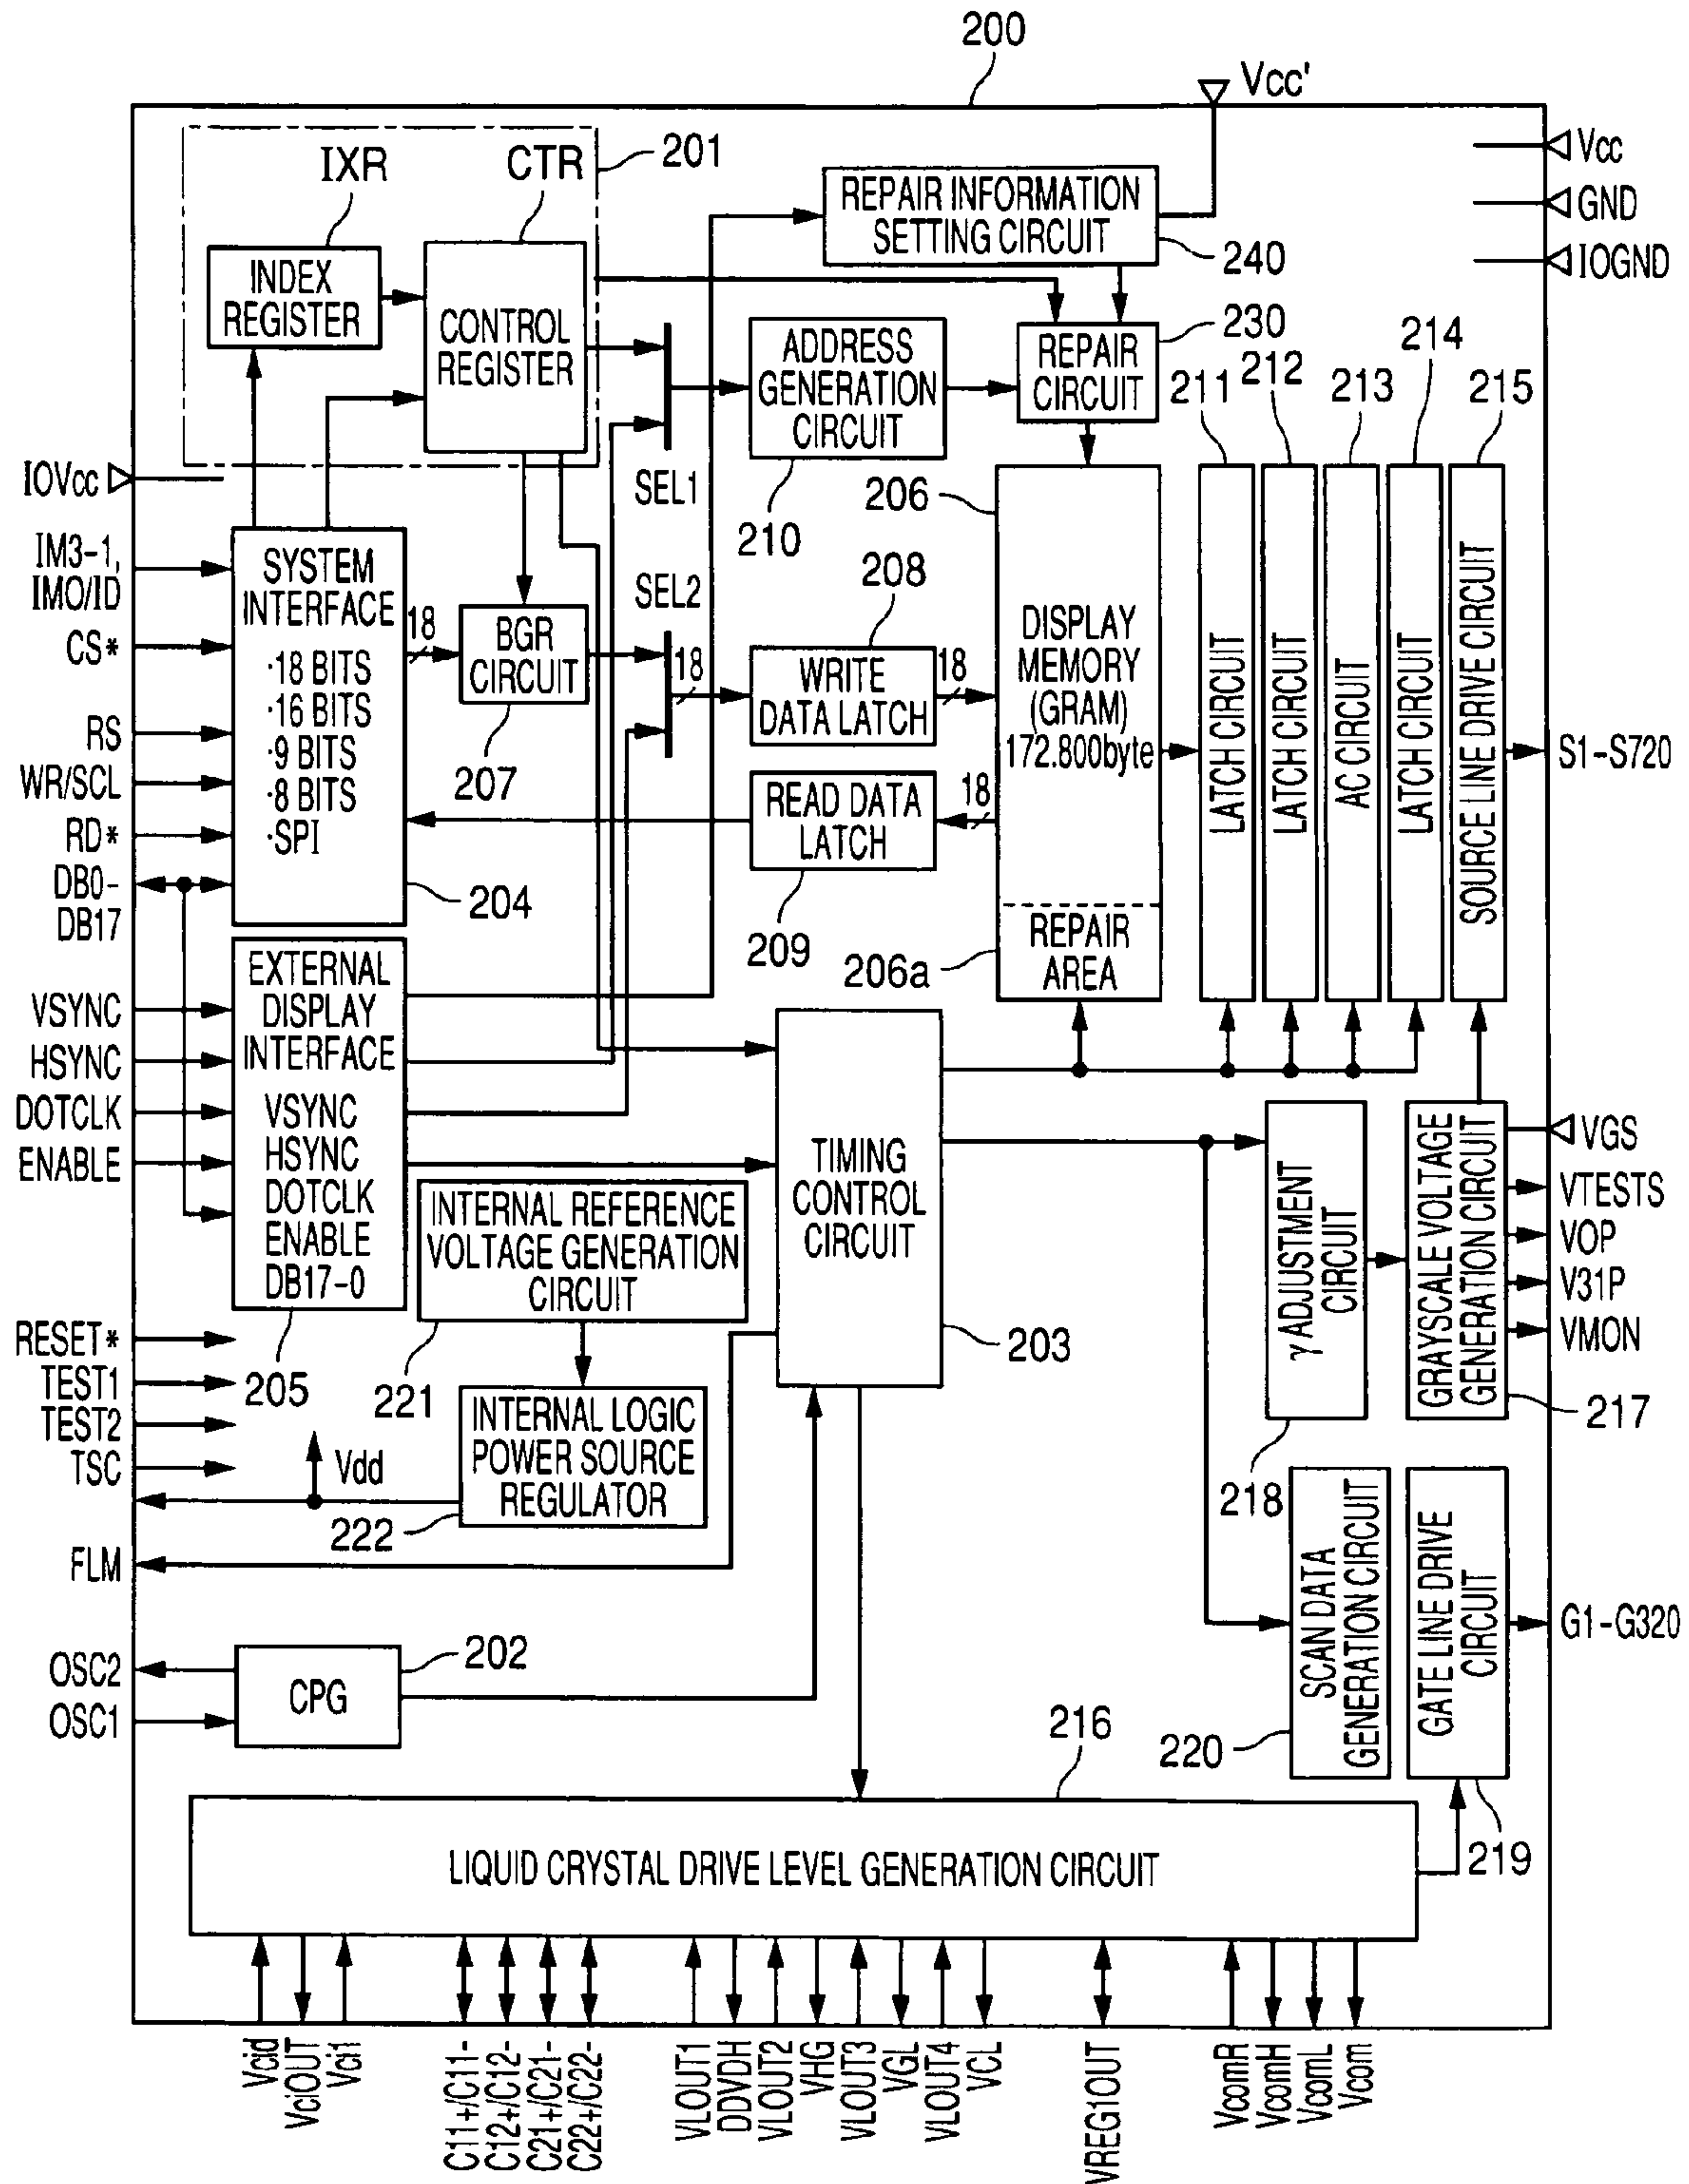 200
Vcc'
Vcc
GND
IOGND
IXR
CTR
201
REPAIR INFORMATION
SETTING CIRCUIT
240
INDEX
REGISTER
CONTROL
REGISTER
ADDRESS
GENERATION
CIRCUIT
210
REPAIR
CIRCUIT
230
211
212
213
214
215
IOVcc
SEL1
206
IM3-1,
IMO/ID
CS*
RS
WR/SCL
RD*
DB0-
DB17
SYSTEM
INTERFACE
·18 BITS
·16 BITS
·9 BITS
·8 BITS
·SPI
204
18
BGR
CIRCUIT
207
SEL2
18
208
WRITE
DATA LATCH
18
READ DATA
LATCH
18
209
DISPLAY
MEMORY
(GRAM)
172.800byte
REPAIR
AREA
206a
LATCH CIRCUIT
LATCH CIRCUIT
AC CIRCUIT
LATCH CIRCUIT
SOURCE LINE DRIVE CIRCUIT
S1-S720
VSYNC
HSYNC
DOTCLK
ENABLE
EXTERNAL
DISPLAY
INTERFACE
VSYNC
HSYNC
DOTCLK
ENABLE
DB17-0
205
TIMING
CONTROL
CIRCUIT
203
INTERNAL REFERENCE
VOLTAGE GENERATION
CIRCUIT
221
γ ADJUSTMENT
CIRCUIT
218
GRAYSCALE VOLTAGE
GENERATION CIRCUIT
217
VGS
VTESTS
VOP
V31P
VMON
RESET*
TEST1
TEST2
TSC
Vdd
INTERNAL LOGIC
POWER SOURCE
REGULATOR
222
FLM
SCAN DATA
GENERATION CIRCUIT
220
GATE LINE DRIVE
CIRCUIT
219
G1-G320
OSC2
OSC1
CPG
202
216
LIQUID CRYSTAL DRIVE LEVEL GENERATION CIRCUIT
Vcid
VciOUT
Vci1
C11+/C11-
C12+/C12-
C21+/C21-
C22+/C22-
VLOUT1
DDVDH
VLOUT2
VHG
VLOUT3
VGL
VLOUT4
VCL
VREG1OUT
VcomR
VcomH
VcomL
Vcom